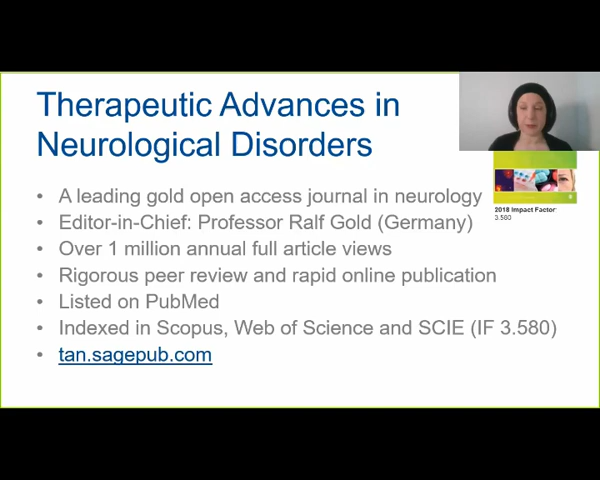 Therapeutic Advances in
Neurological Disorders
• A leading gold open access journal in neurology
• Editor-in-Chief: Professor Ralf Gold (Germany)
• Over 1 million annual full article views
• Rigorous peer review and rapid online publication
• Listed on PubMed
• Indexed in Scopus, Web of Science and SCIE (IF 3.580)
• tan.sagepub.com
2018 Impact Factor
3.580